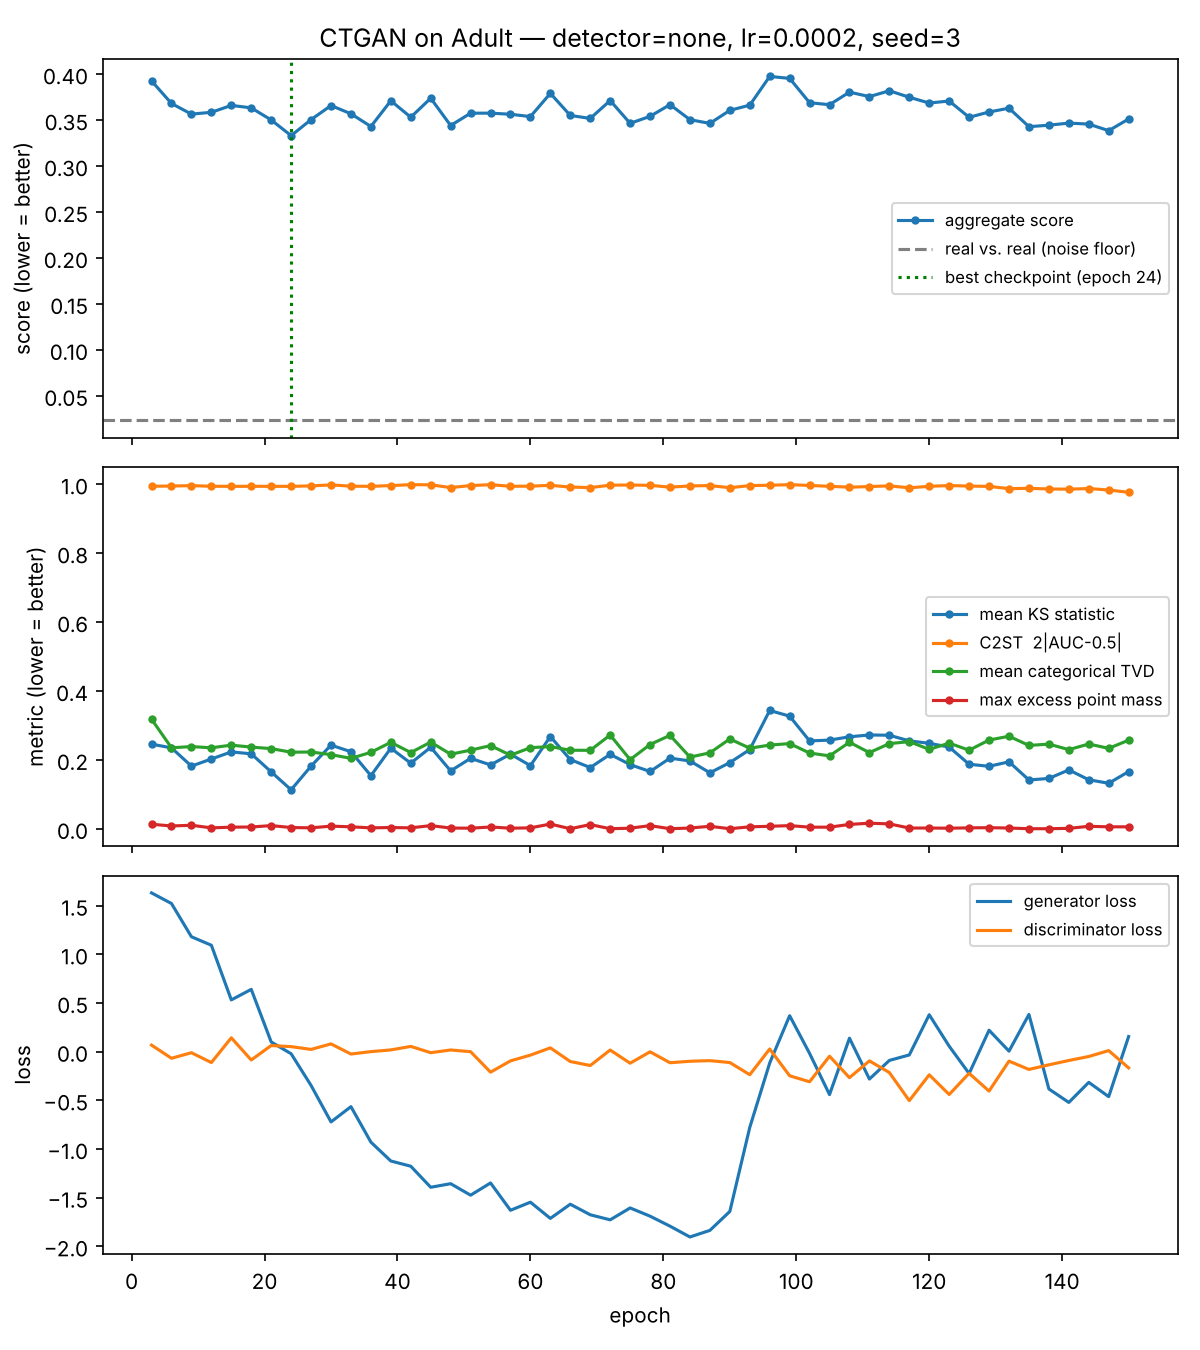 CTGAN on Adult — detector=none, lr=0.0002, seed=3
score (lower = better)
0.40
0.35
0.30
0.25
0.20
0.15
0.10
0.05
aggregate score
real vs. real (noise floor)
best checkpoint (epoch 24)
metric (lower = better)
1.0
0.8
0.6
0.4
0.2
0.0
mean KS statistic
C2ST  2|AUC-0.5|
mean categorical TVD
max excess point mass
loss
1.5
1.0
0.5
0.0
−0.5
−1.0
−1.5
−2.0
generator loss
discriminator loss
0 20 40 60 80 100 120 140
epoch